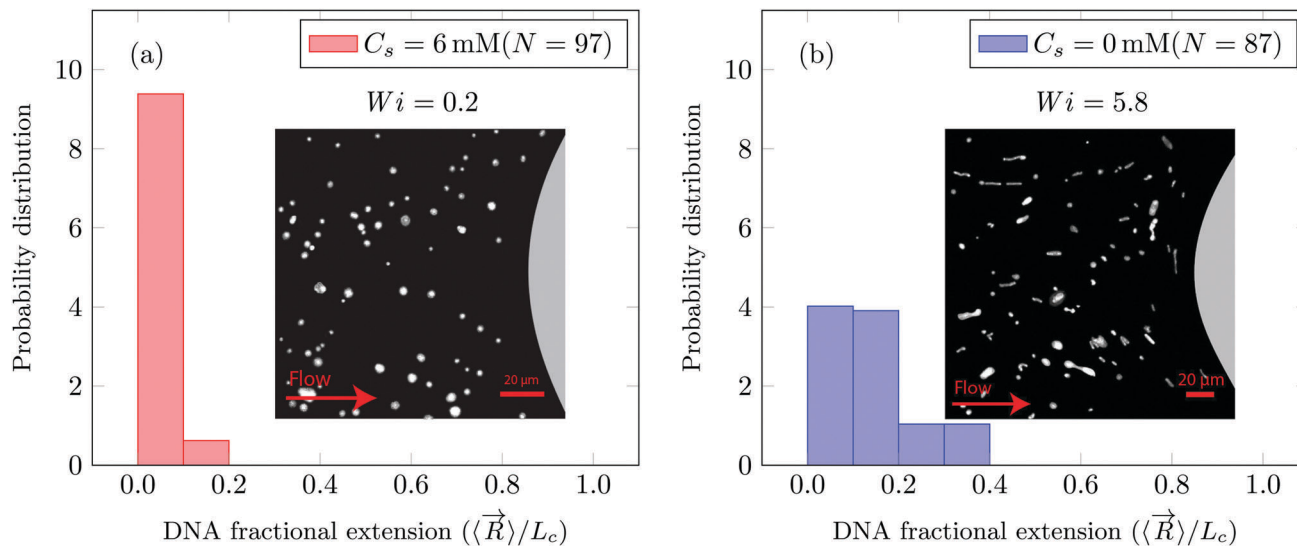 (a)
C_s = 6 mM(N = 97)
Wi = 0.2
Flow
20 µm
Probability distribution
10
8
6
4
2
0
0.0 0.2 0.4 0.6 0.8 1.0
DNA fractional extension (⟨R⃗⟩/L_c)
(b)
C_s = 0 mM(N = 87)
Wi = 5.8
Flow
20 µm
Probability distribution
10
8
6
4
2
0
0.0 0.2 0.4 0.6 0.8 1.0
DNA fractional extension (⟨R⃗⟩/L_c)